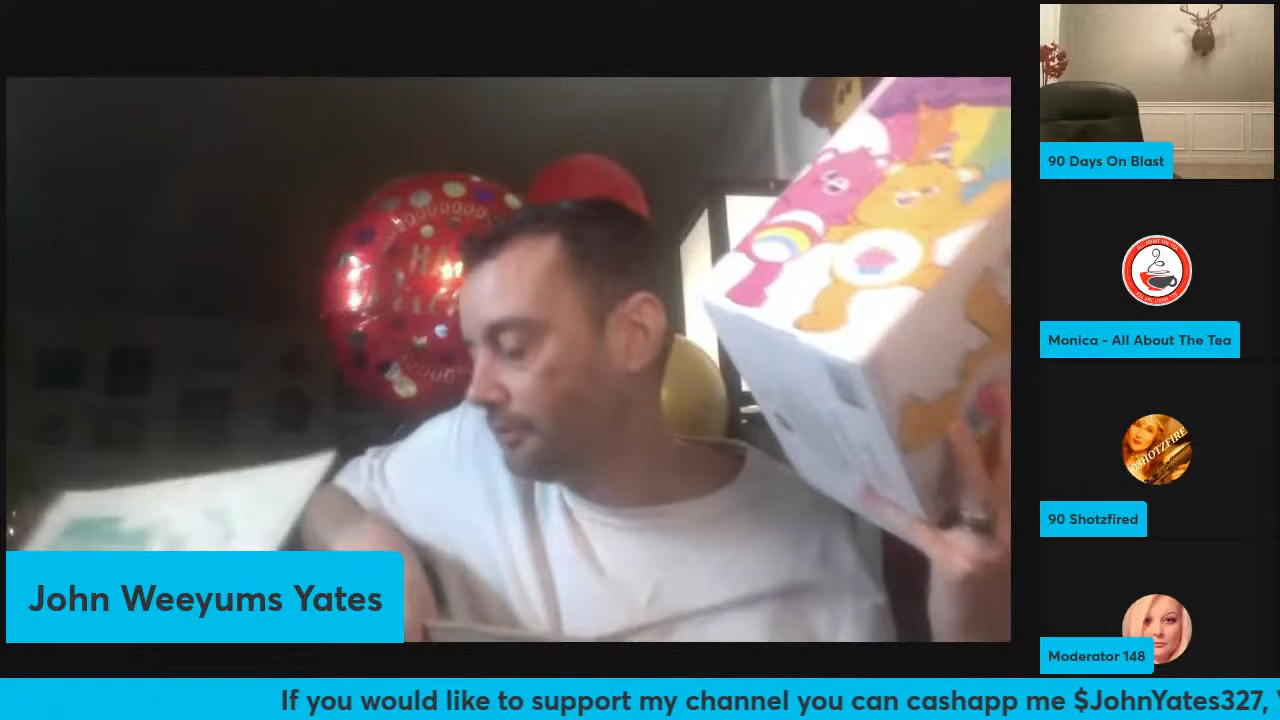 90 Days On Blast
Monica - All About The Tea
90 Shotzfired
John Weeyums Yates
Moderator 148
If you would like to support my channel you can cashapp me $JohnYates327,